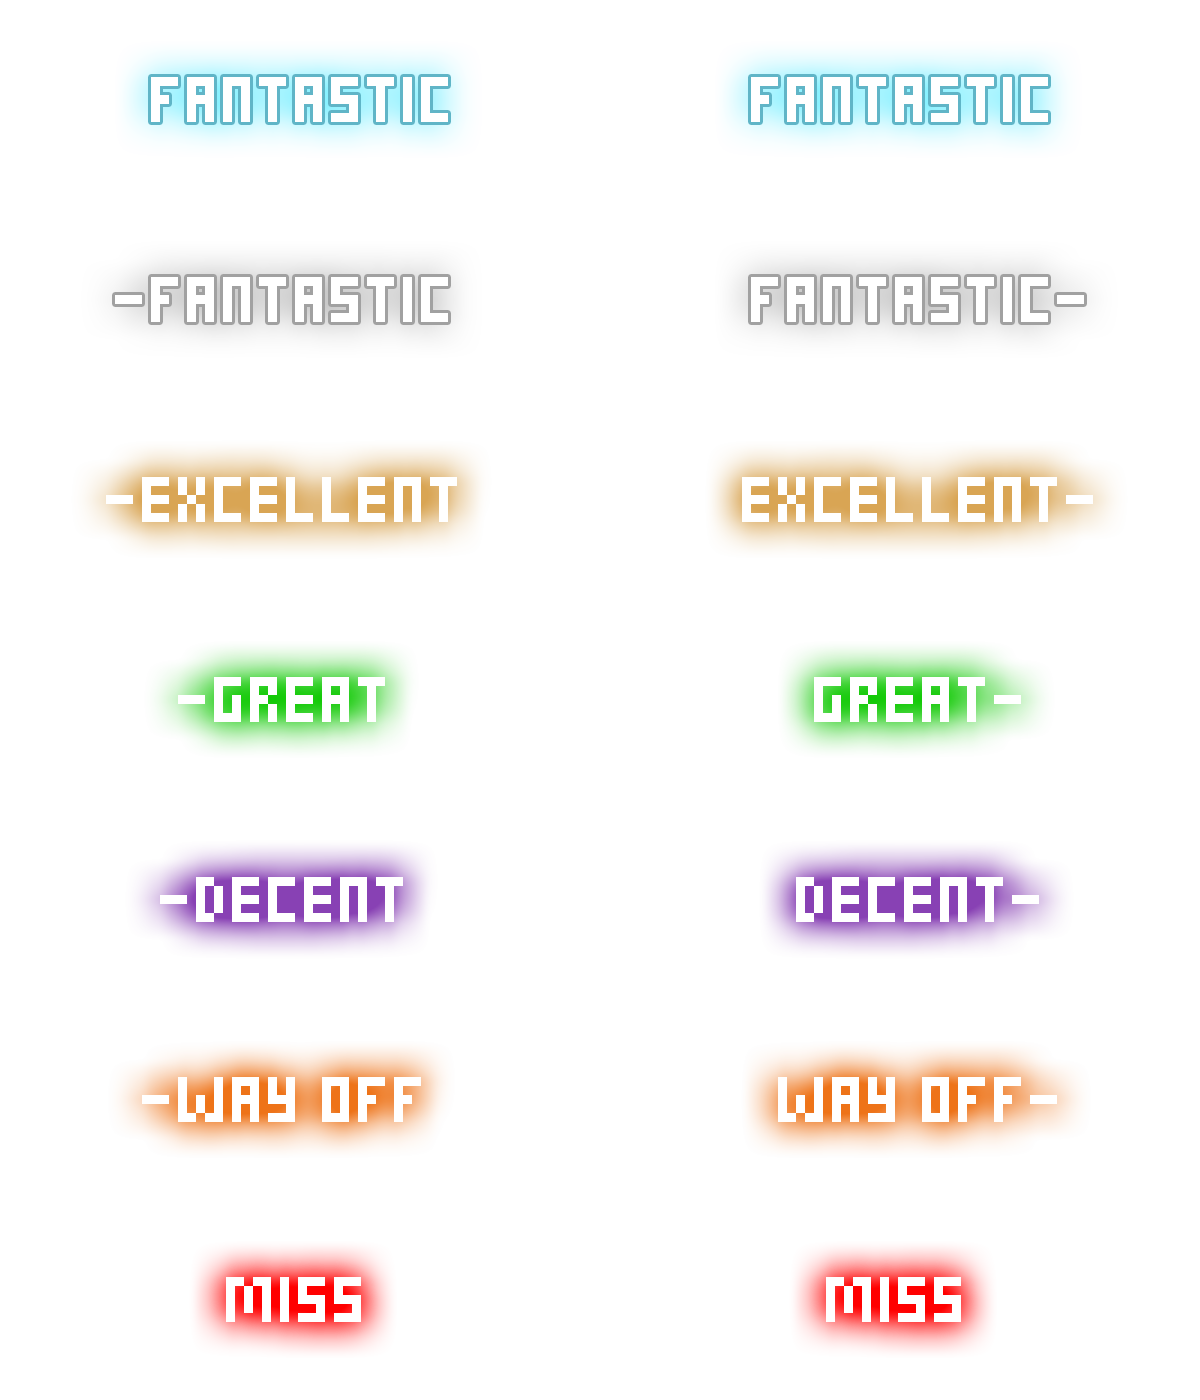 FANTASTIC FANTASTIC
-FANTASTIC FANTASTIC-
-EXCELLENT EXCELLENT-
-GREAT GREAT-
-DECENT DECENT-
-WAY OFF WAY OFF-
MISS MISS